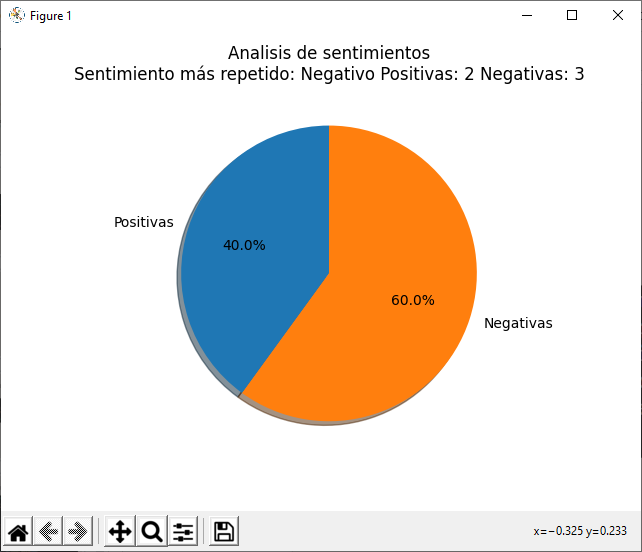 Figure 1
Analisis de sentimientos
Sentimiento más repetido: Negativo Positivas: 2 Negativas: 3
Positivas
40.0%
60.0%
Negativas
x=−0.325 y=0.233